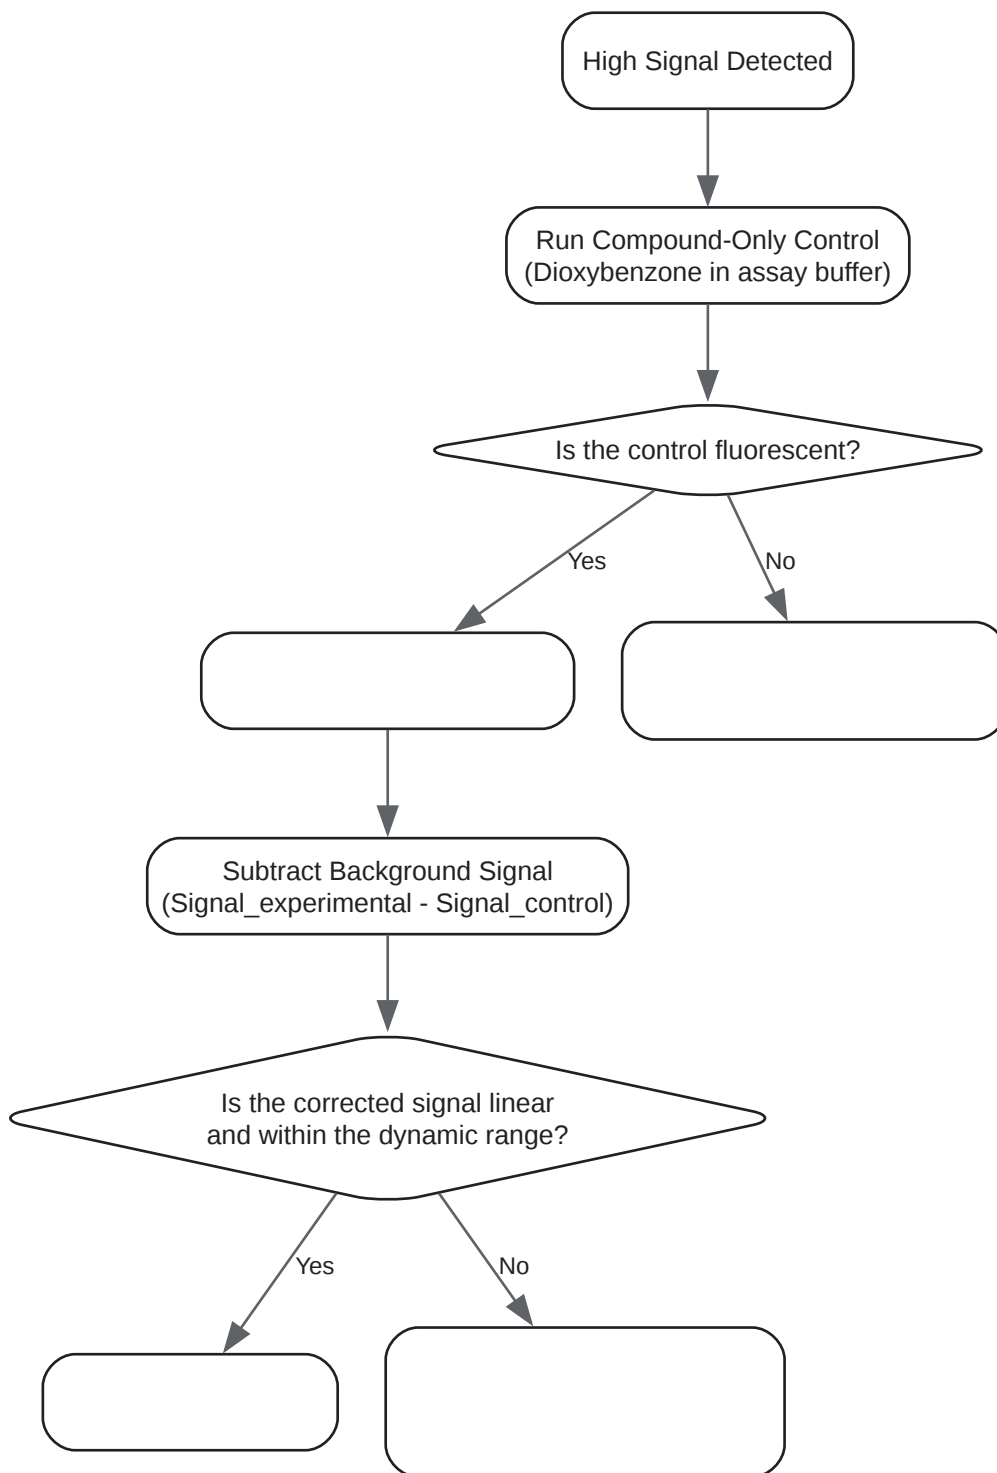 High Signal Detected
Run Compound-Only Control
(Dioxybenzone in assay buffer)
Is the control fluorescent?
Yes
No
Subtract Background Signal
(Signal_experimental - Signal_control)
Is the corrected signal linear
and within the dynamic range?
Yes
No